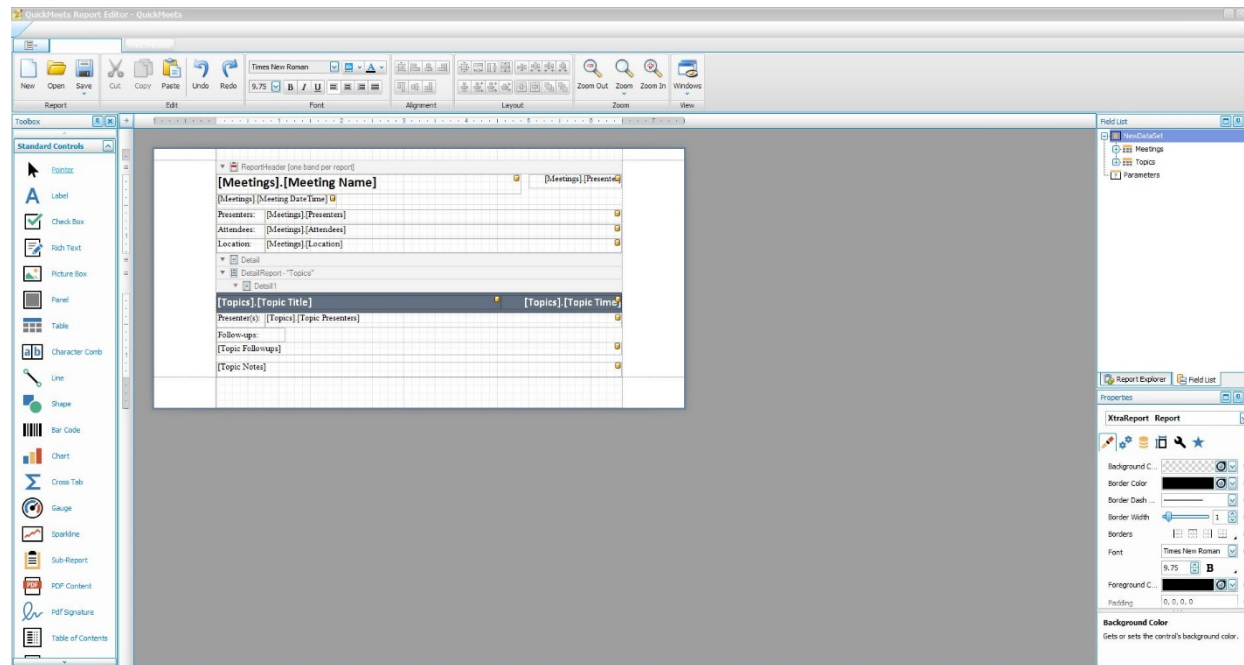 QuickMeets Report Editor - QuickMeets
New Open Save Cut Copy Paste Undo Redo Times New Roman 9.75 B I U Zoom Out Zoom Zoom In Windows
Report Edit Font Alignment Layout Zoom View
Toolbox
Standard Controls
Pointer
Label
Check Box
Rich Text
Picture Box
Panel
Table
Character Comb
Line
Shape
Bar Code
Chart
Cross Tab
Gauge
Sparkline
Sub-Report
PDF Content
Pdf Signature
Table of Contents
ReportHeader [one band per report]
[Meetings].[Meeting Name] [Meetings].[Presente
[Meetings].[Meeting DateTime]
Presenters: [Meetings].[Presenters]
Attendees: [Meetings].[Attendees]
Location: [Meetings].[Location]
Detail
DetailReport - "Topics"
Detail1
[Topics].[Topic Title] [Topics].[Topic Time]
Presenter(s): [Topics].[Topic Presenters]
Follow-ups:
[Topic Followups]
[Topic Notes]
Field List
NewDataSet
Meetings
Topics
Parameters
Report Explorer Field List
Properties
XtraReport Report
Background C...
Border Color
Border Dash ...
Border Width 1
Borders
Font Times New Roman
9.75 B
Foreground C...
Padding 0, 0, 0, 0
Background Color
Gets or sets the control's background color.